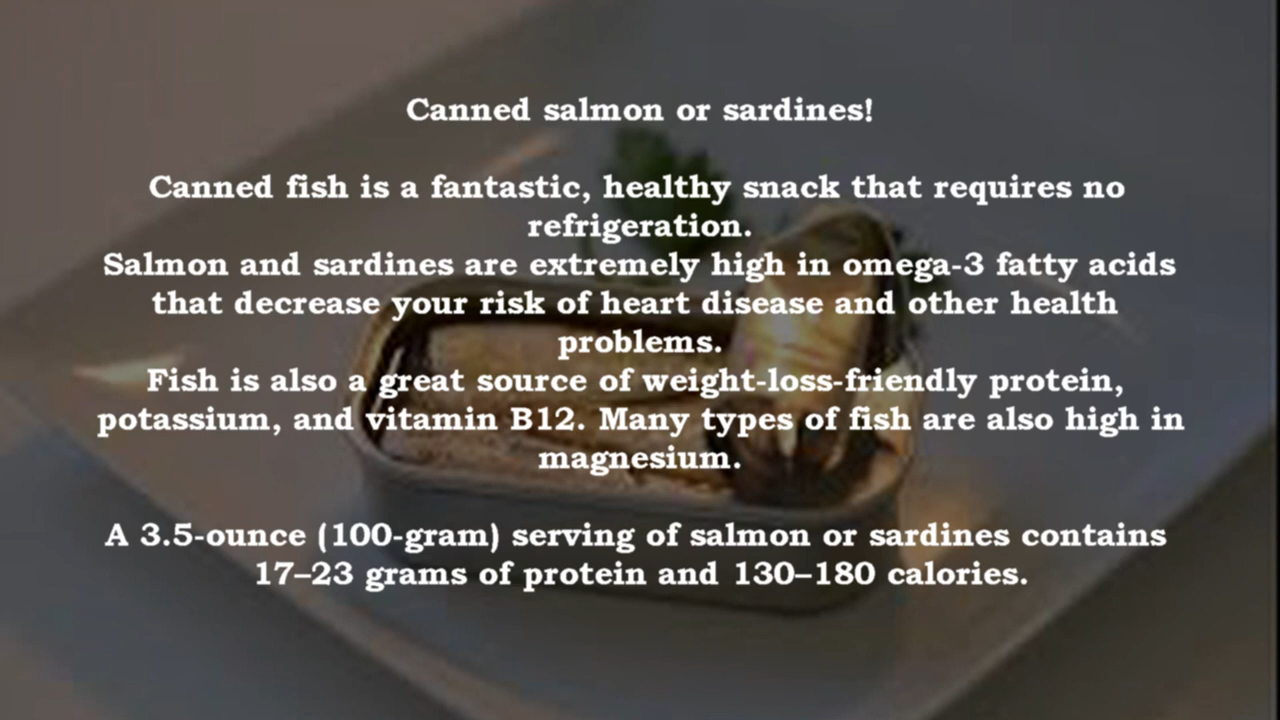 Canned salmon or sardines!
Canned fish is a fantastic, healthy snack that requires no
refrigeration.
Salmon and sardines are extremely high in omega-3 fatty acids
that decrease your risk of heart disease and other health
problems.
Fish is also a great source of weight-loss-friendly protein,
potassium, and vitamin B12. Many types of fish are also high in
magnesium.
A 3.5-ounce (100-gram) serving of salmon or sardines contains
17–23 grams of protein and 130–180 calories.